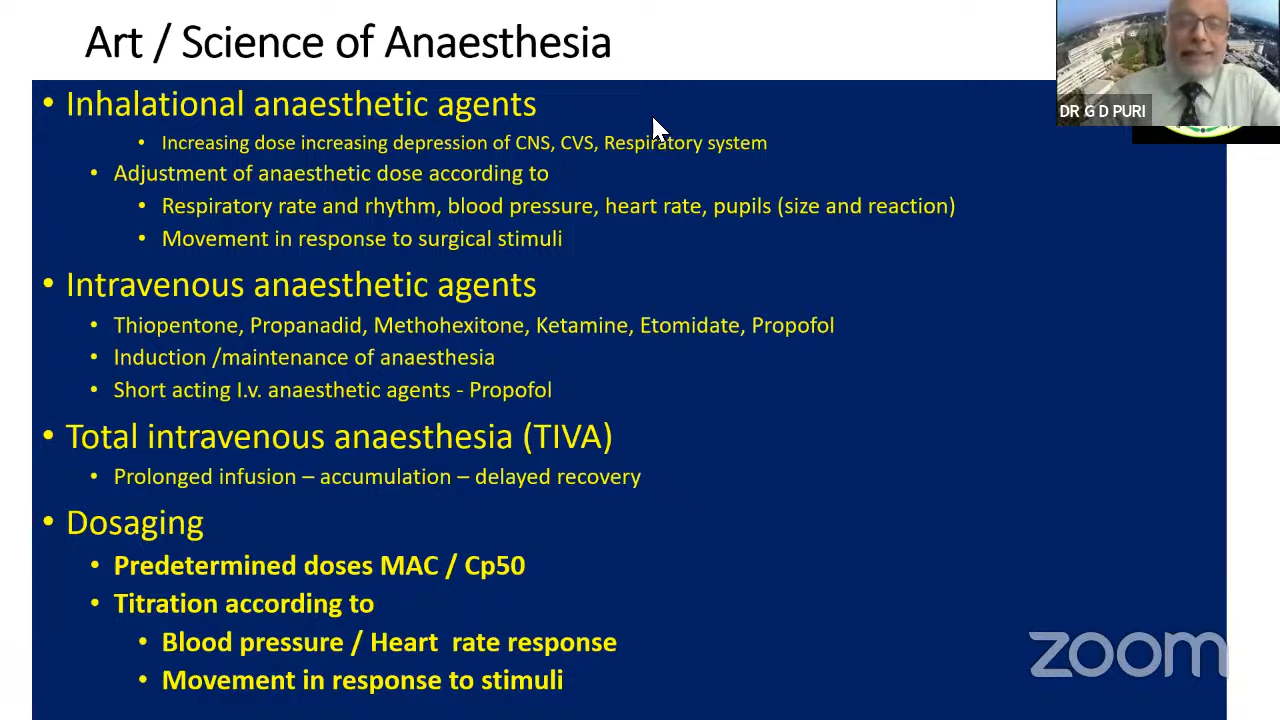 Art / Science of Anaesthesia
DR G D PURI
• Inhalational anaesthetic agents
• Increasing dose increasing depression of CNS, CVS, Respiratory system
• Adjustment of anaesthetic dose according to
• Respiratory rate and rhythm, blood pressure, heart rate, pupils (size and reaction)
• Movement in response to surgical stimuli
• Intravenous anaesthetic agents
• Thiopentone, Propanadid, Methohexitone, Ketamine, Etomidate, Propofol
• Induction /maintenance of anaesthesia
• Short acting I.v. anaesthetic agents - Propofol
• Total intravenous anaesthesia (TIVA)
• Prolonged infusion – accumulation – delayed recovery
• Dosaging
• Predetermined doses MAC / Cp50
• Titration according to
• Blood pressure / Heart rate response
• Movement in response to stimuli
zoom